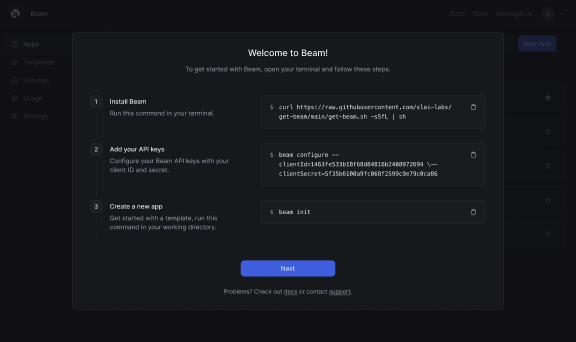 Beam
Docs Slack Message Us J
Apps
New App
Templates
Volumes
Usage
Settings
Welcome to Beam!
To get started with Beam, open your terminal and follow these steps.
1 Install Beam
Run this command in your terminal.
$ curl https://raw.githubusercontent.com/slai-labs/
get-beam/main/get-beam.sh -sSfL | sh
2 Add your API keys
Configure your Beam API keys with your
client ID and secret.
$ beam configure --
clientId=1463fe533b18f68d84816b2408972694 \--
clientSecret=5f35b6100a9fc068f2599c9e79c0ca86
3 Create a new app
Get started with a template, run this
command in your working directory.
$ beam init
Next
Problems? Check out docs or contact support.